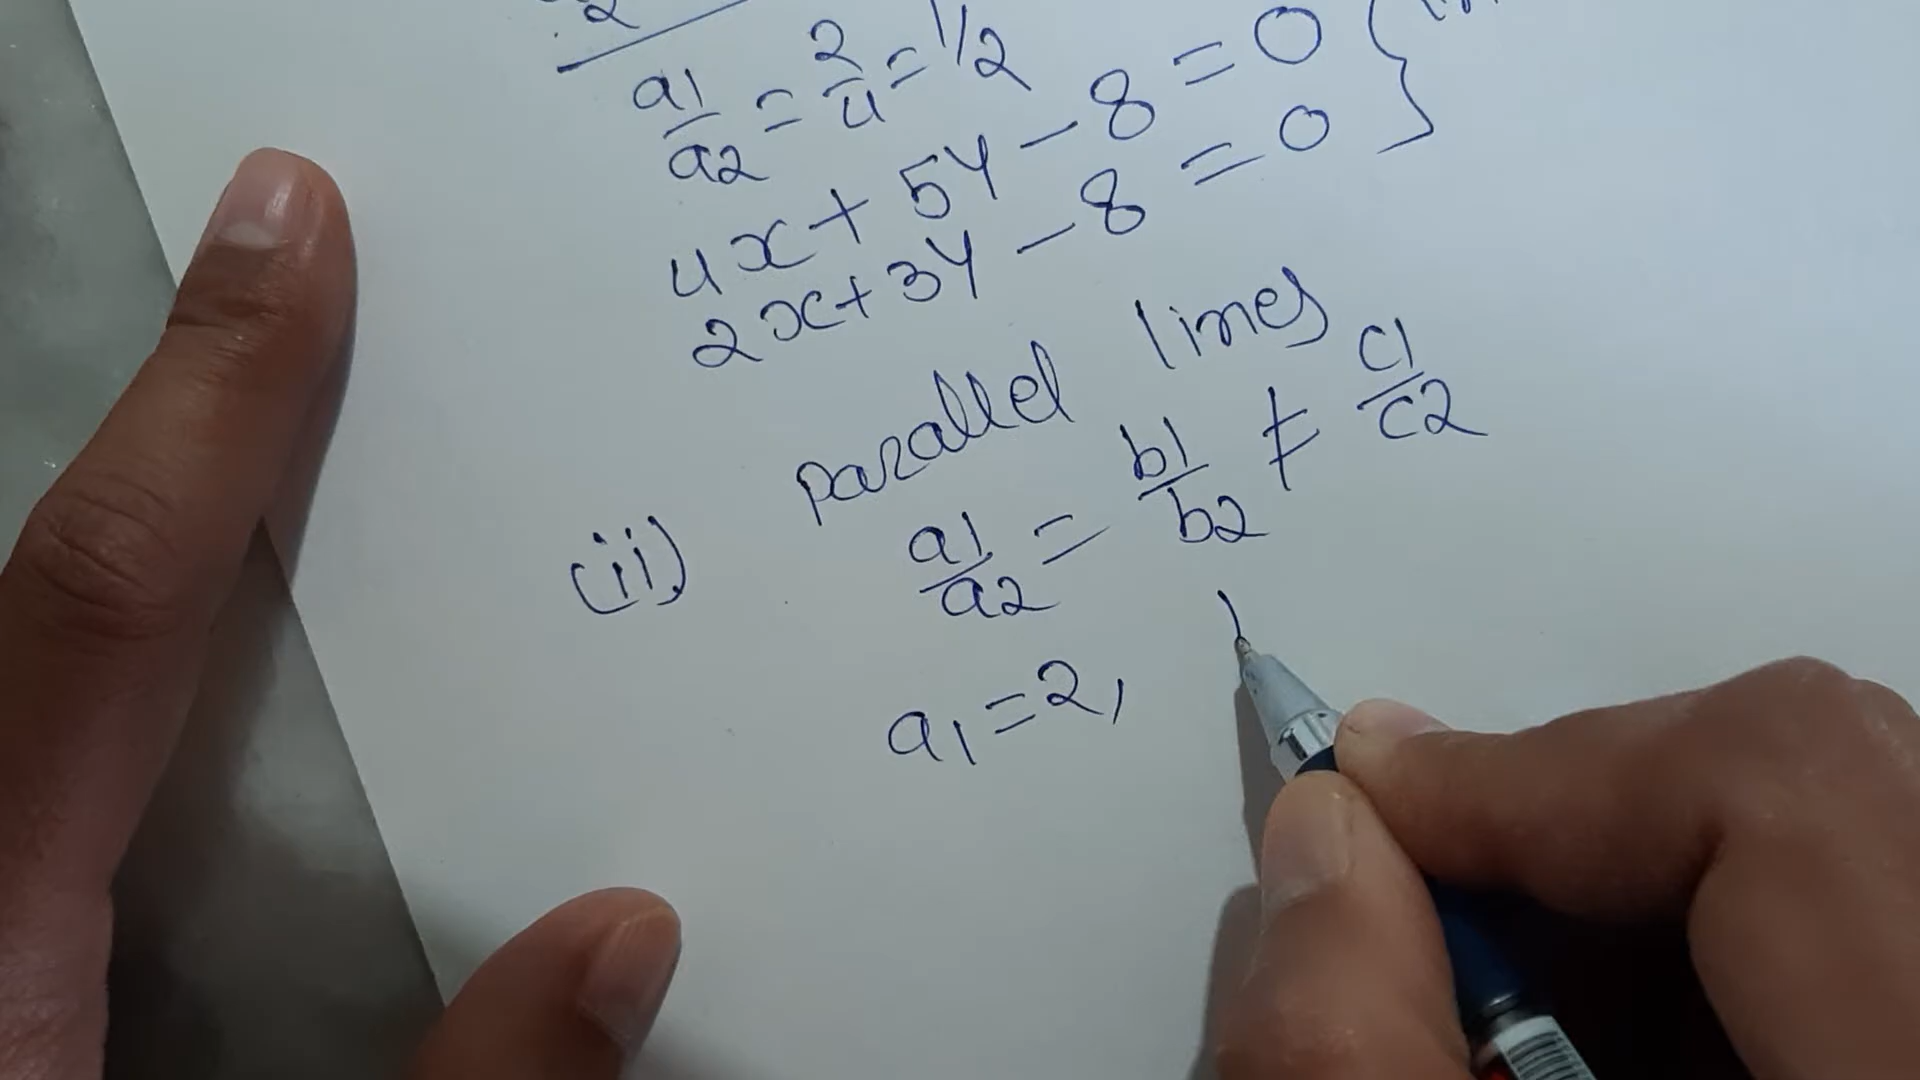 2
a1/a2 = 2/4 = 1/2
4x + 5y - 8 = 0 }
2x + 3y - 8 = 0
parallel lines
(ii) a1/a2 = b1/b2 ≠ c1/c2
a1 = 2,